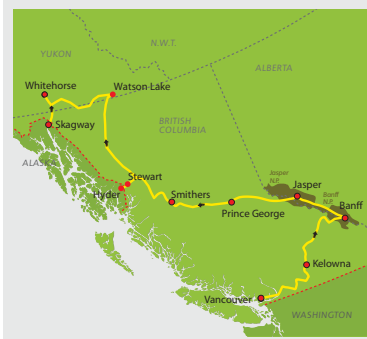 N.W.T.
YUKON
ALBERTA
Whitehorse
Watson Lake
BRITISH
COLUMBIA
Skagway
ALASKA
Stewart
Hyder
Smithers
Prince George
Jasper
N.P.
Jasper
Banff
N.P.
Banff
Kelowna
Vancouver
WASHINGTON